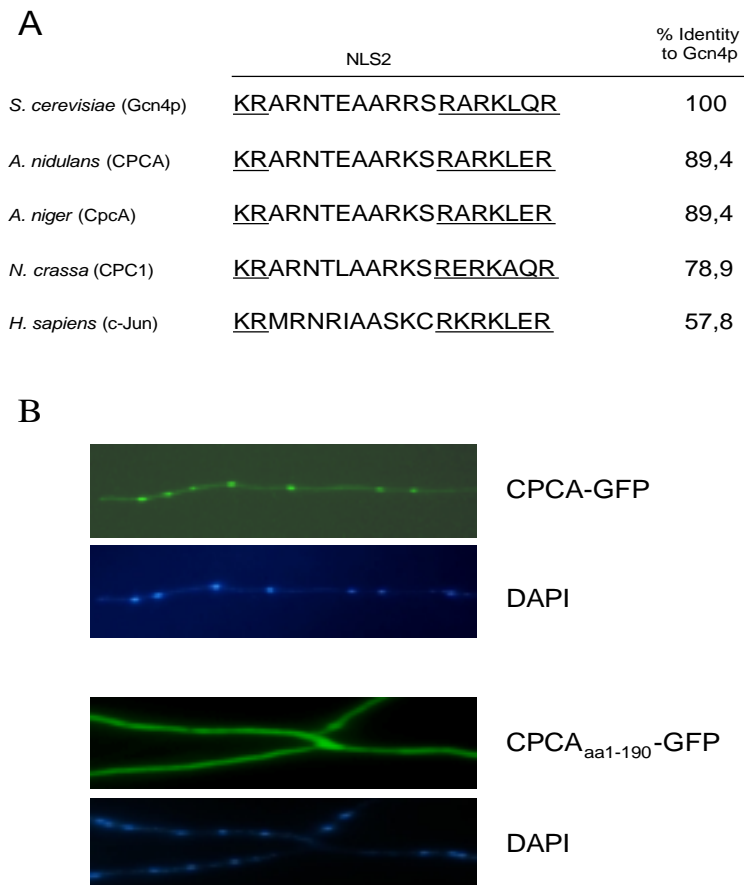 A
% Identity
to Gcn4p
NLS2
S. cerevisiae (Gcn4p) KRARNTEAARRSRARKLQR 100
A. nidulans (CPCA) KRARNTEAARKSRARKLER 89,4
A. niger (CpcA) KRARNTEAARKSRARKLER 89,4
N. crassa (CPC1) KRARNTLAARKSRERKAQR 78,9
H. sapiens (c-Jun) KRMRNRIAASKCRKRKLER 57,8
B
CPCA-GFP
DAPI
CPCAaa1-190-GFP
DAPI